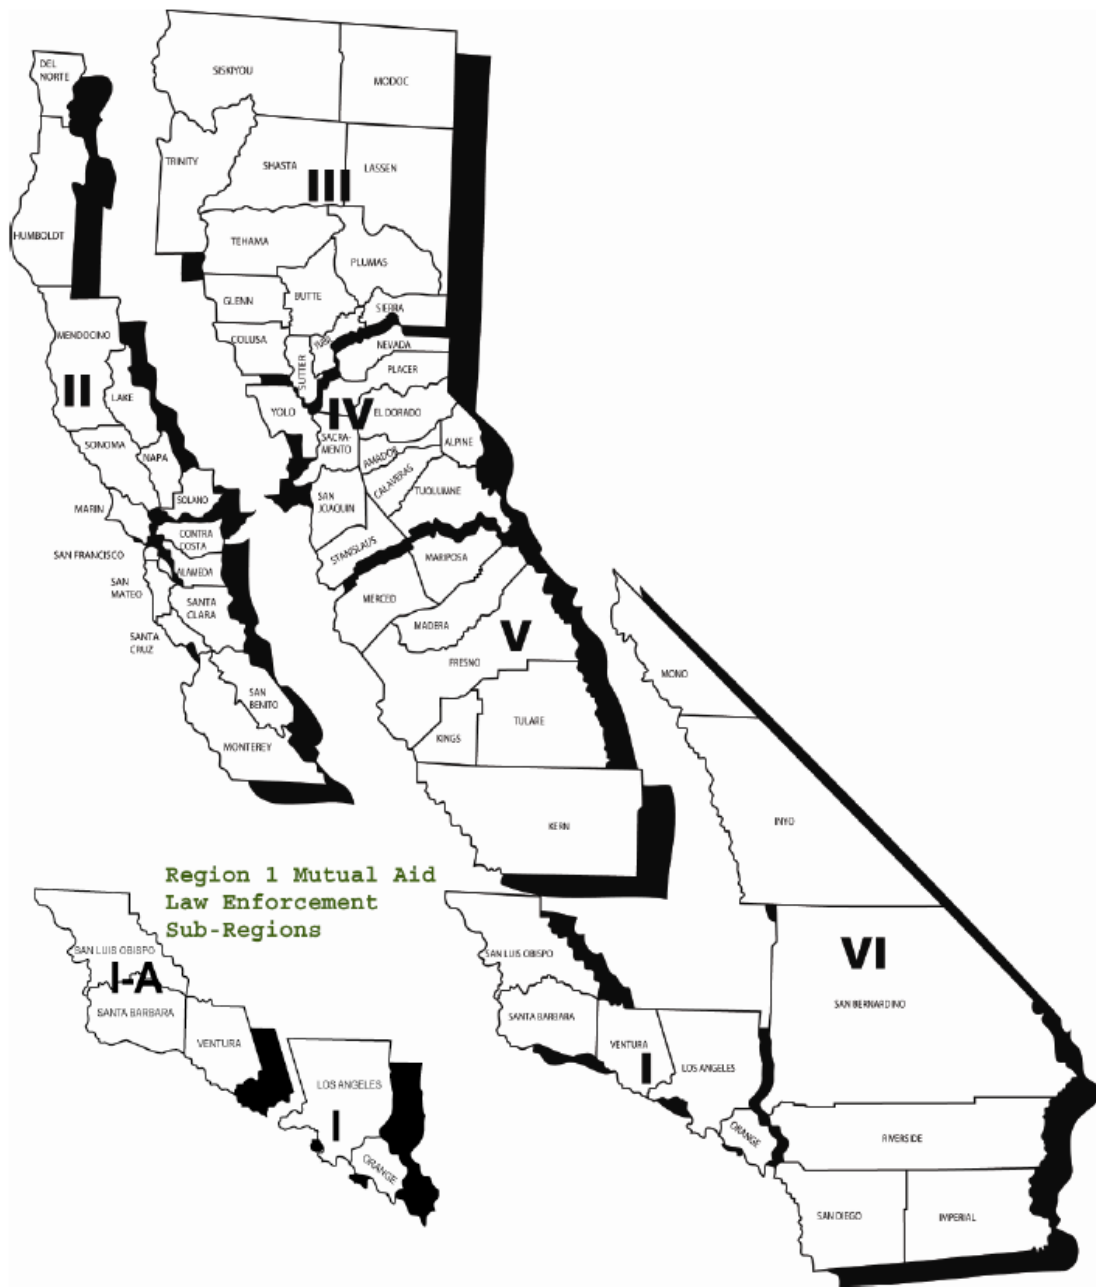 DEL
NORTE
SISKIYOU
MODOC
TRINITY
SHASTA
LASSEN
III
HUMBOLDT
TEHAMA
PLUMAS
GLENN
BUTTE
SIERRA
MENDOCINO
COLUSA
YUBA
NEVADA
SUTTER
PLACER
II
LAKE
YOLO
IV
EL DORADO
SONOMA
NAPA
SACRA-
MENTO
AMADOR
ALPINE
CALAVERAS
TUOLUMNE
MARIN
SOLANO
SAN
JOAQUIN
CONTRA
COSTA
SAN FRANCISCO
STANISLAUS
MARIPOSA
ALAMEDA
SAN
MATEO
SANTA
CLARA
MERCED
MADERA
V
SANTA
CRUZ
FRESNO
MONO
SAN
BENITO
TULARE
KINGS
MONTEREY
KERN
INYO
Region 1 Mutual Aid
Law Enforcement
Sub-Regions
SAN LUIS OBISPO
I-A
SANTA BARBARA
VENTURA
LOS ANGELES
I
ORANGE
SAN LUIS OBISPO
SANTA BARBARA
VENTURA
I
LOS ANGELES
ORANGE
VI
SAN BERNARDINO
RIVERSIDE
SAN DIEGO
IMPERIAL